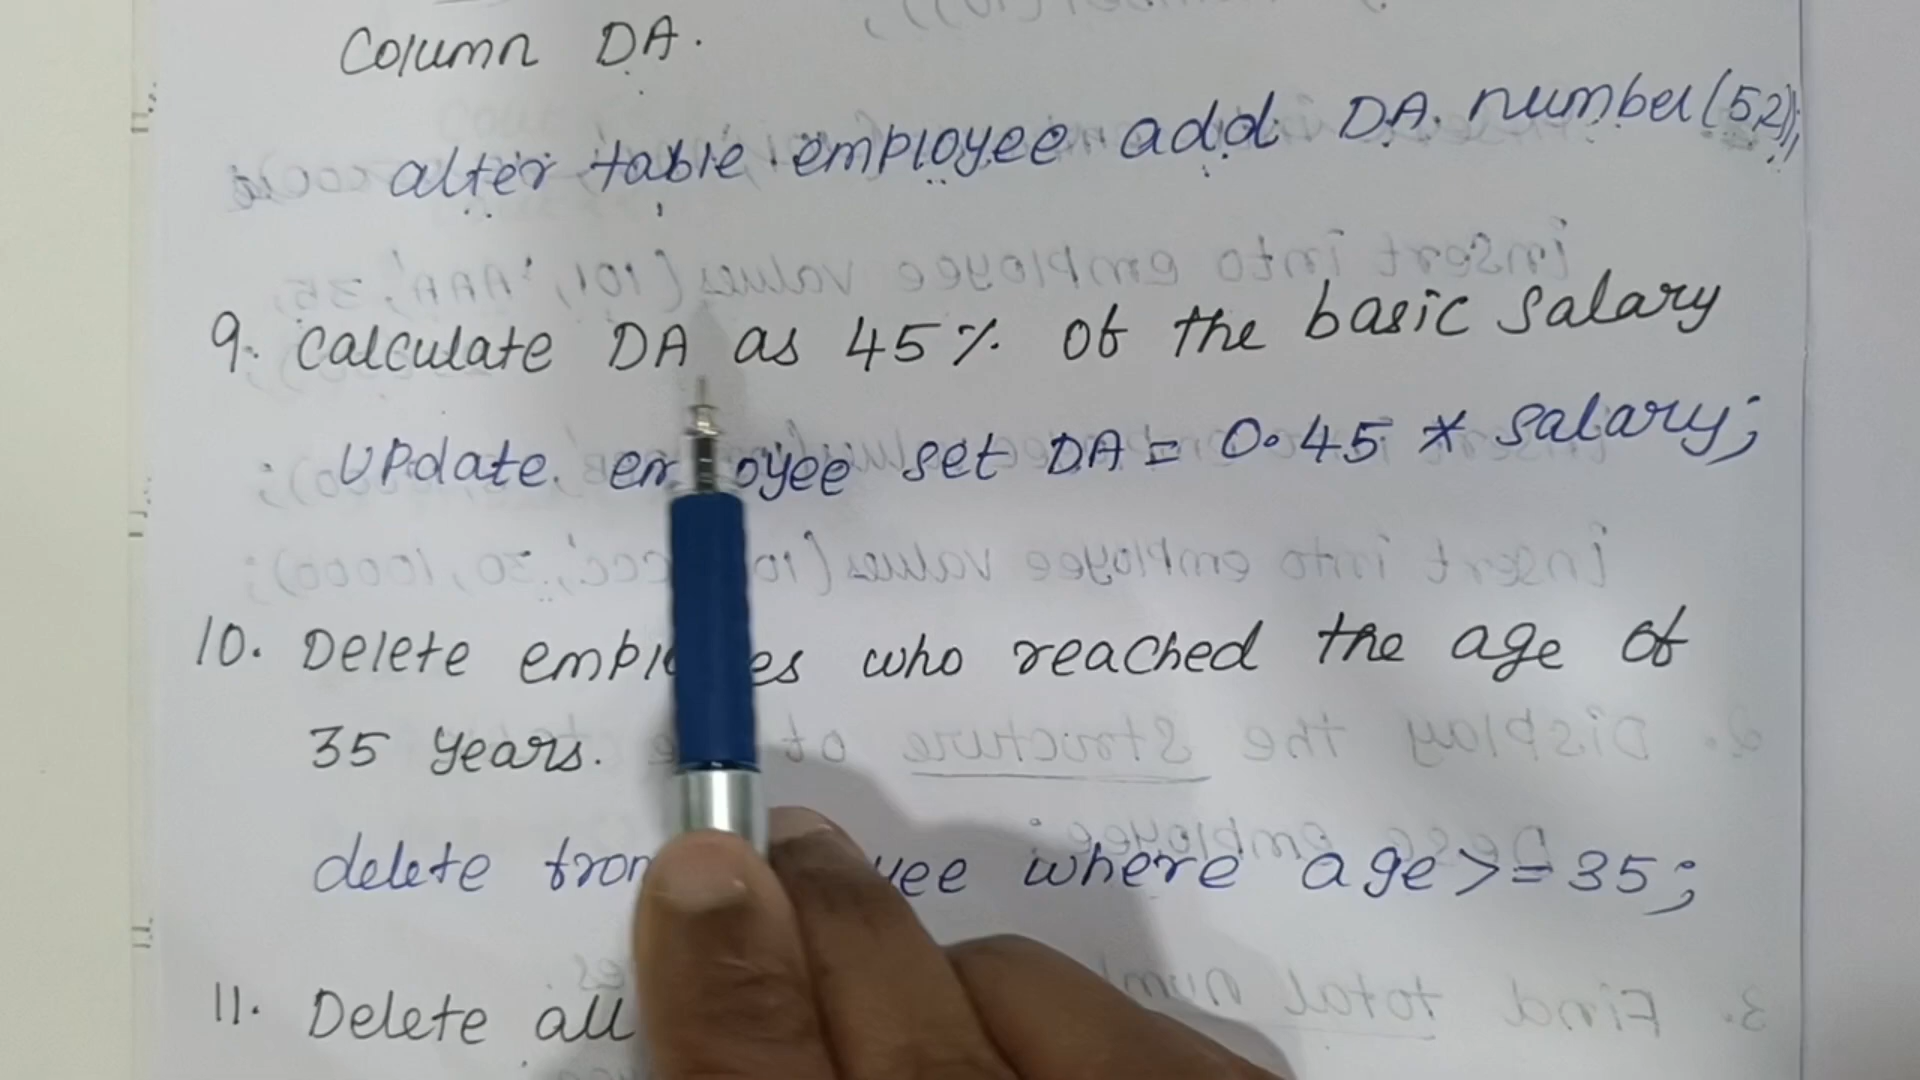 Column DA.
alter table employee add DA number(5,2);
9. Calculate DA as 45% of the basic salary
Update employee set DA = 0.45 * salary;
10. Delete employees who reached the age of
35 years.
delete from employee where age >= 35;
11. Delete all